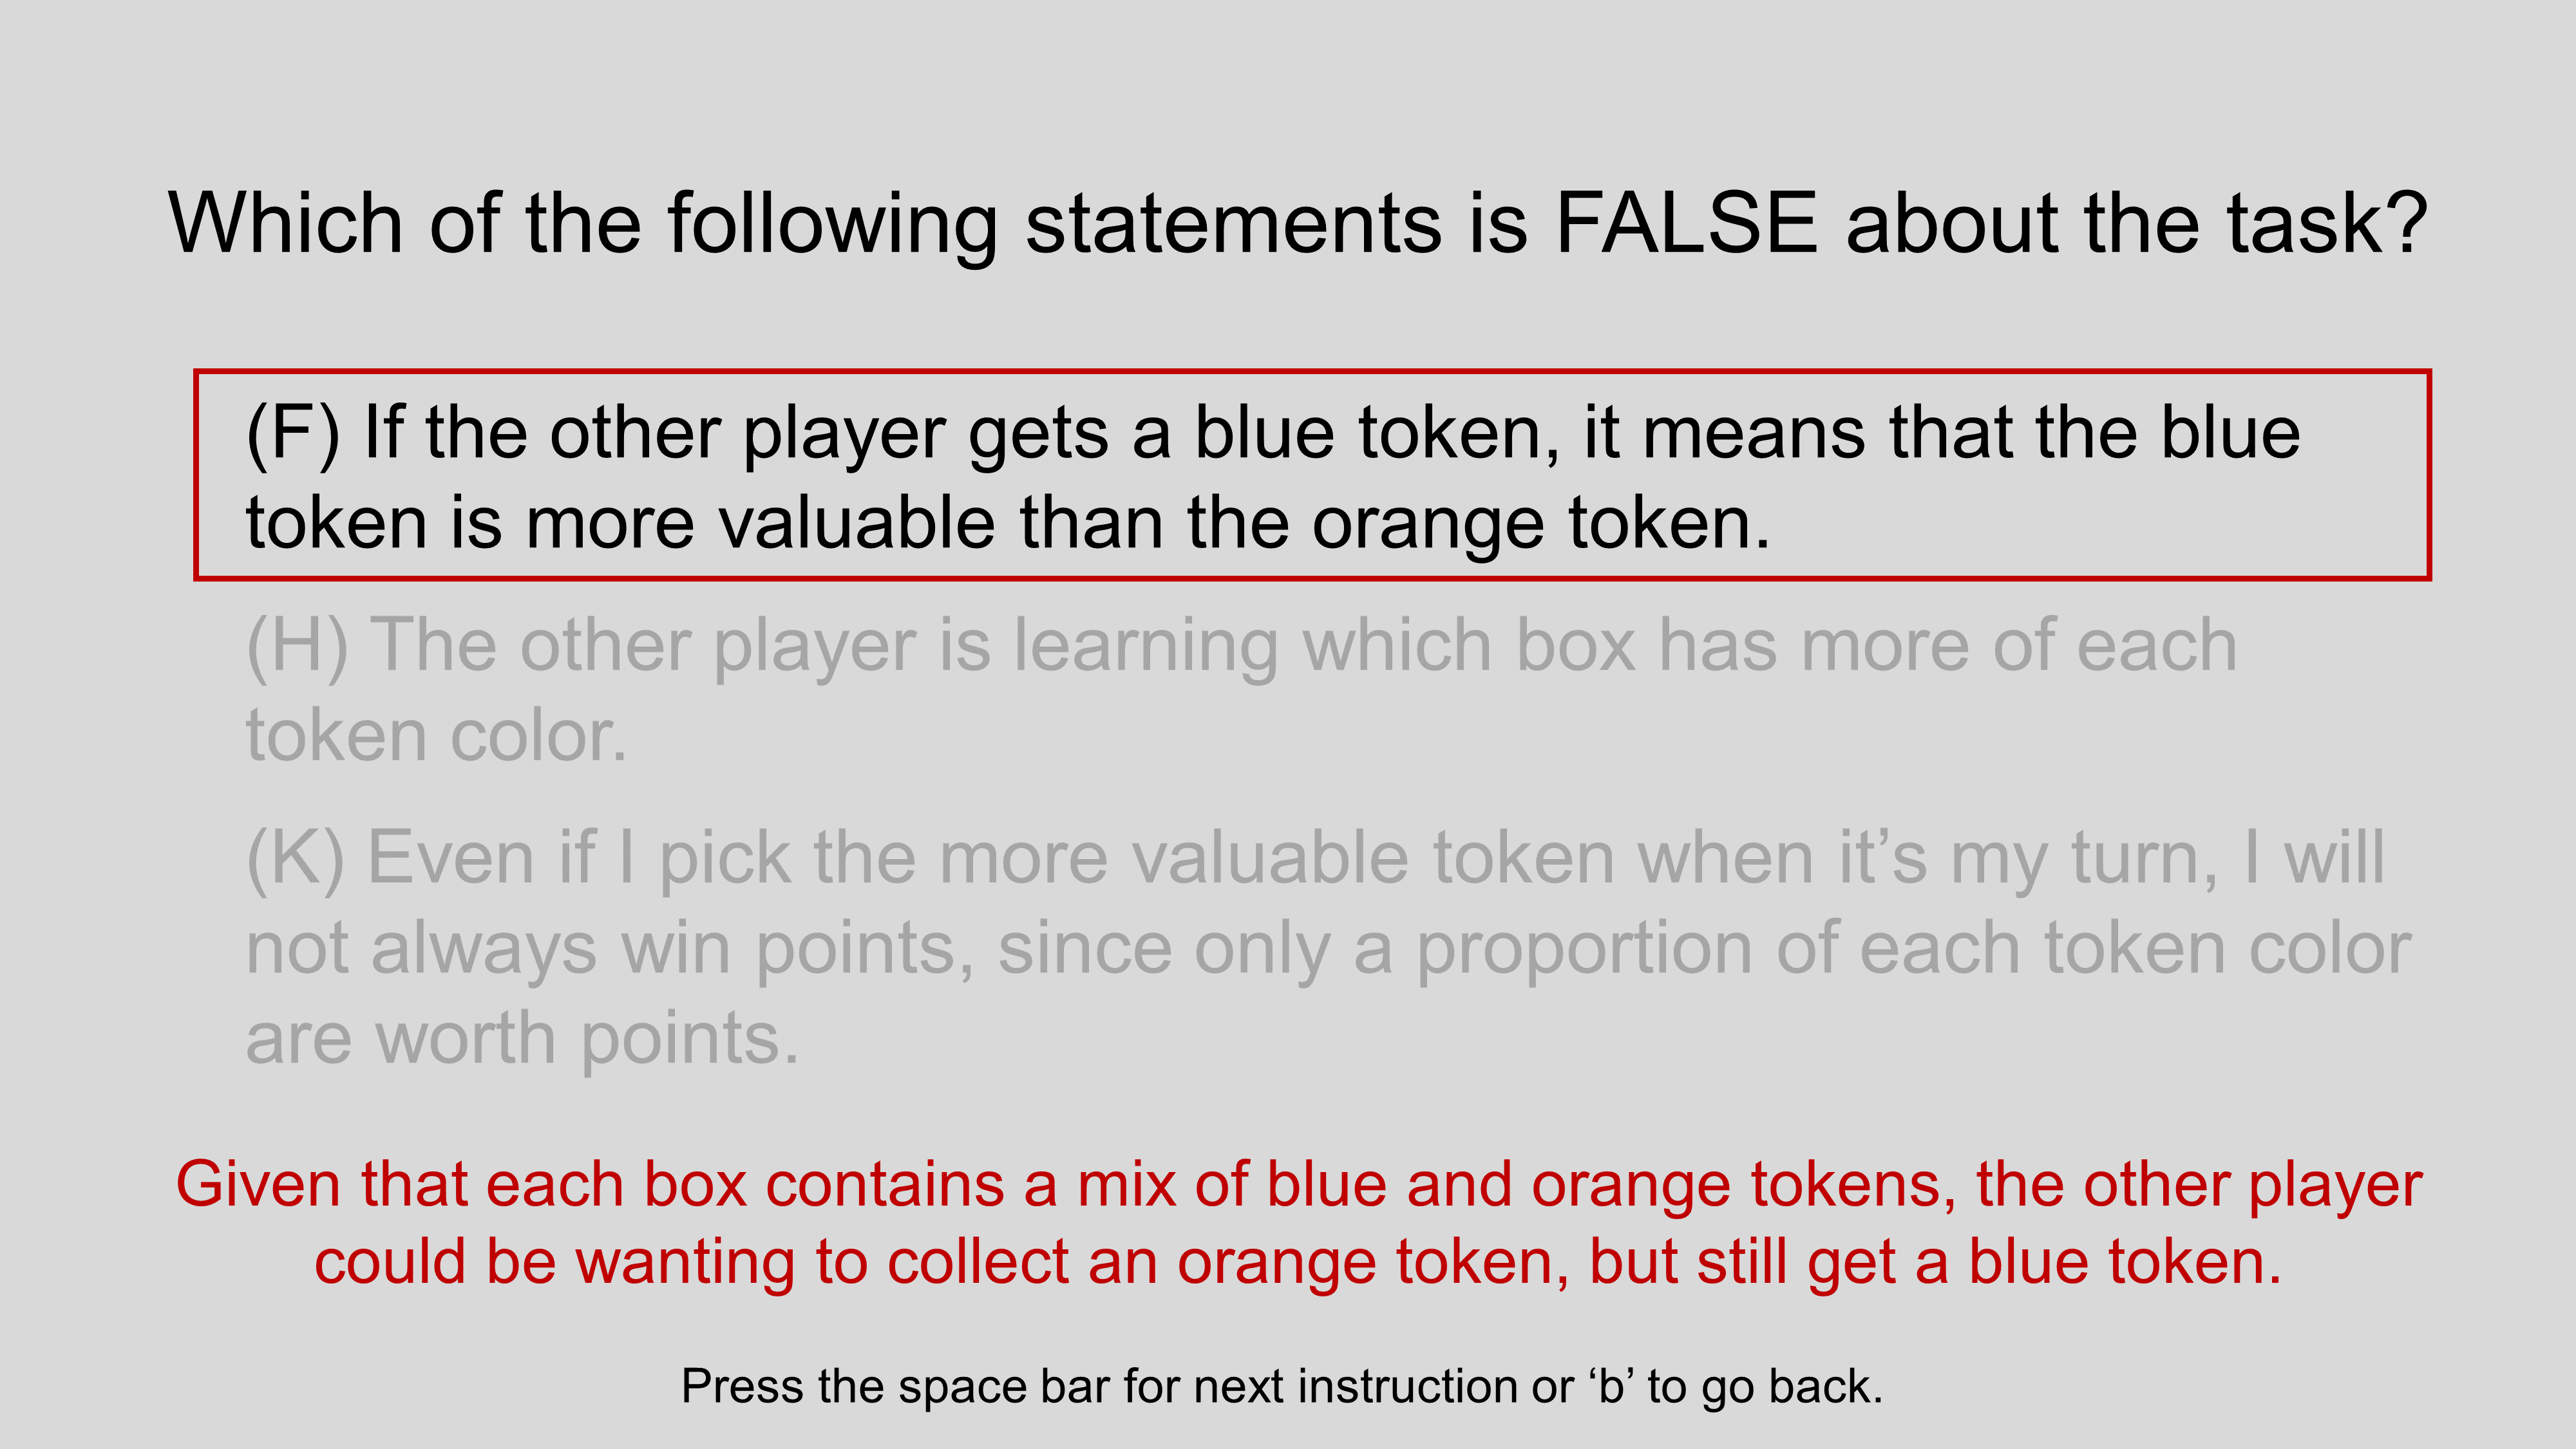 Which of the following statements is FALSE about the task?
(F) If the other player gets a blue token, it means that the blue
token is more valuable than the orange token.
(H) The other player is learning which box has more of each
token color.
(K) Even if I pick the more valuable token when it’s my turn, I will
not always win points, since only a proportion of each token color
are worth points.
Given that each box contains a mix of blue and orange tokens, the other player
could be wanting to collect an orange token, but still get a blue token.
Press the space bar for next instruction or ‘b’ to go back.